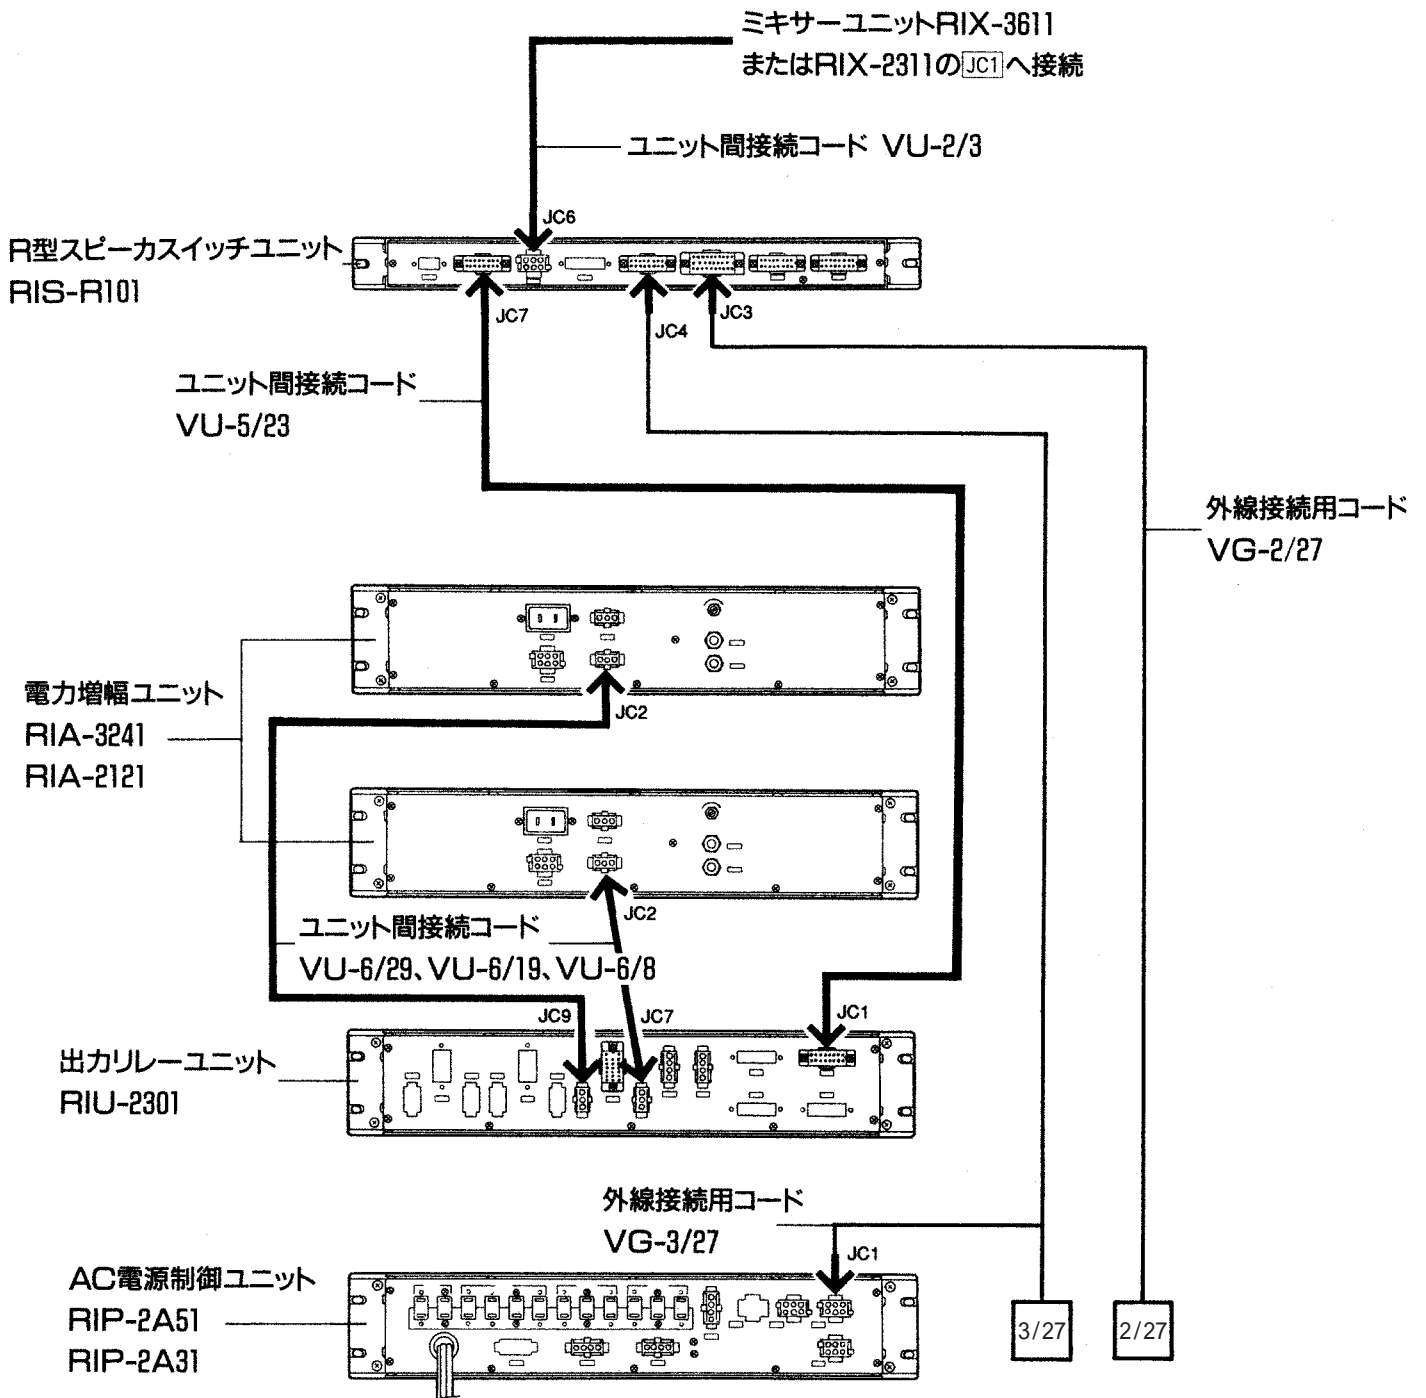 ミキサーユニットRIX-3611
またはRIX-2311のJC1へ接続
ユニット間接続コード VU-2/3
JC6
R型スピーカスイッチユニット
RIS-R101
JC7
JC4
JC3
ユニット間接続コード
VU-5/23
外線接続用コード
VG-2/27
電力増幅ユニット
RIA-3241
RIA-2121
JC2
JC2
ユニット間接続コード
VU-6/29、VU-6/19、VU-6/8
JC9
JC7
JC1
出力リレーユニット
RIU-2301
外線接続用コード
VG-3/27
JC1
AC電源制御ユニット
RIP-2A51
RIP-2A31
3/27
2/27